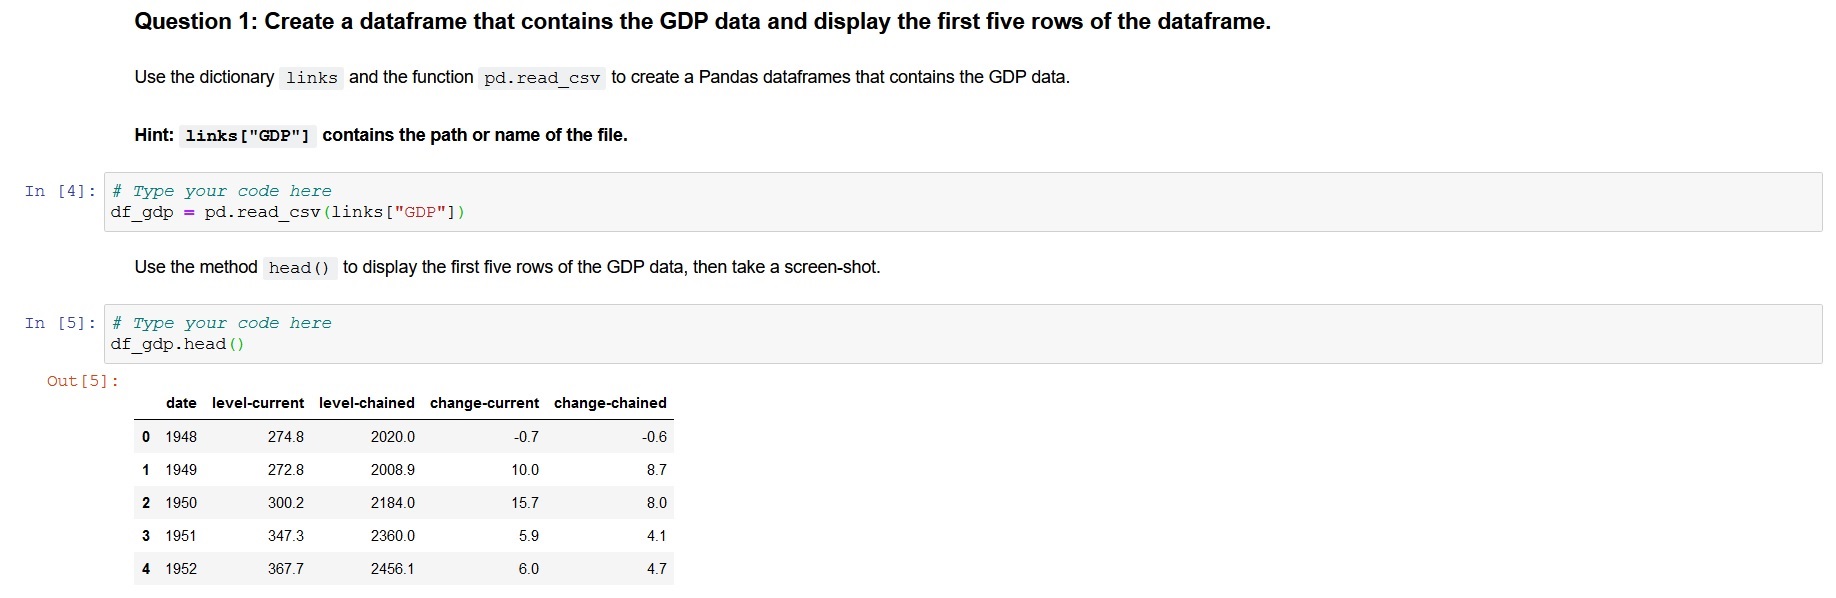 Question 1: Create a dataframe that contains the GDP data and display the first five rows of the dataframe.
Use the dictionary links and the function pd.read_csv to create a Pandas dataframes that contains the GDP data.
Hint: links["GDP"] contains the path or name of the file.
In [4]: # Type your code here
df_gdp = pd.read_csv(links["GDP"])
Use the method head() to display the first five rows of the GDP data, then take a screen-shot.
In [5]: # Type your code here
df_gdp.head()
Out[5]:
date level-current level-chained change-current change-chained
0 1948 274.8 2020.0 -0.7 -0.6
1 1949 272.8 2008.9 10.0 8.7
2 1950 300.2 2184.0 15.7 8.0
3 1951 347.3 2360.0 5.9 4.1
4 1952 367.7 2456.1 6.0 4.7